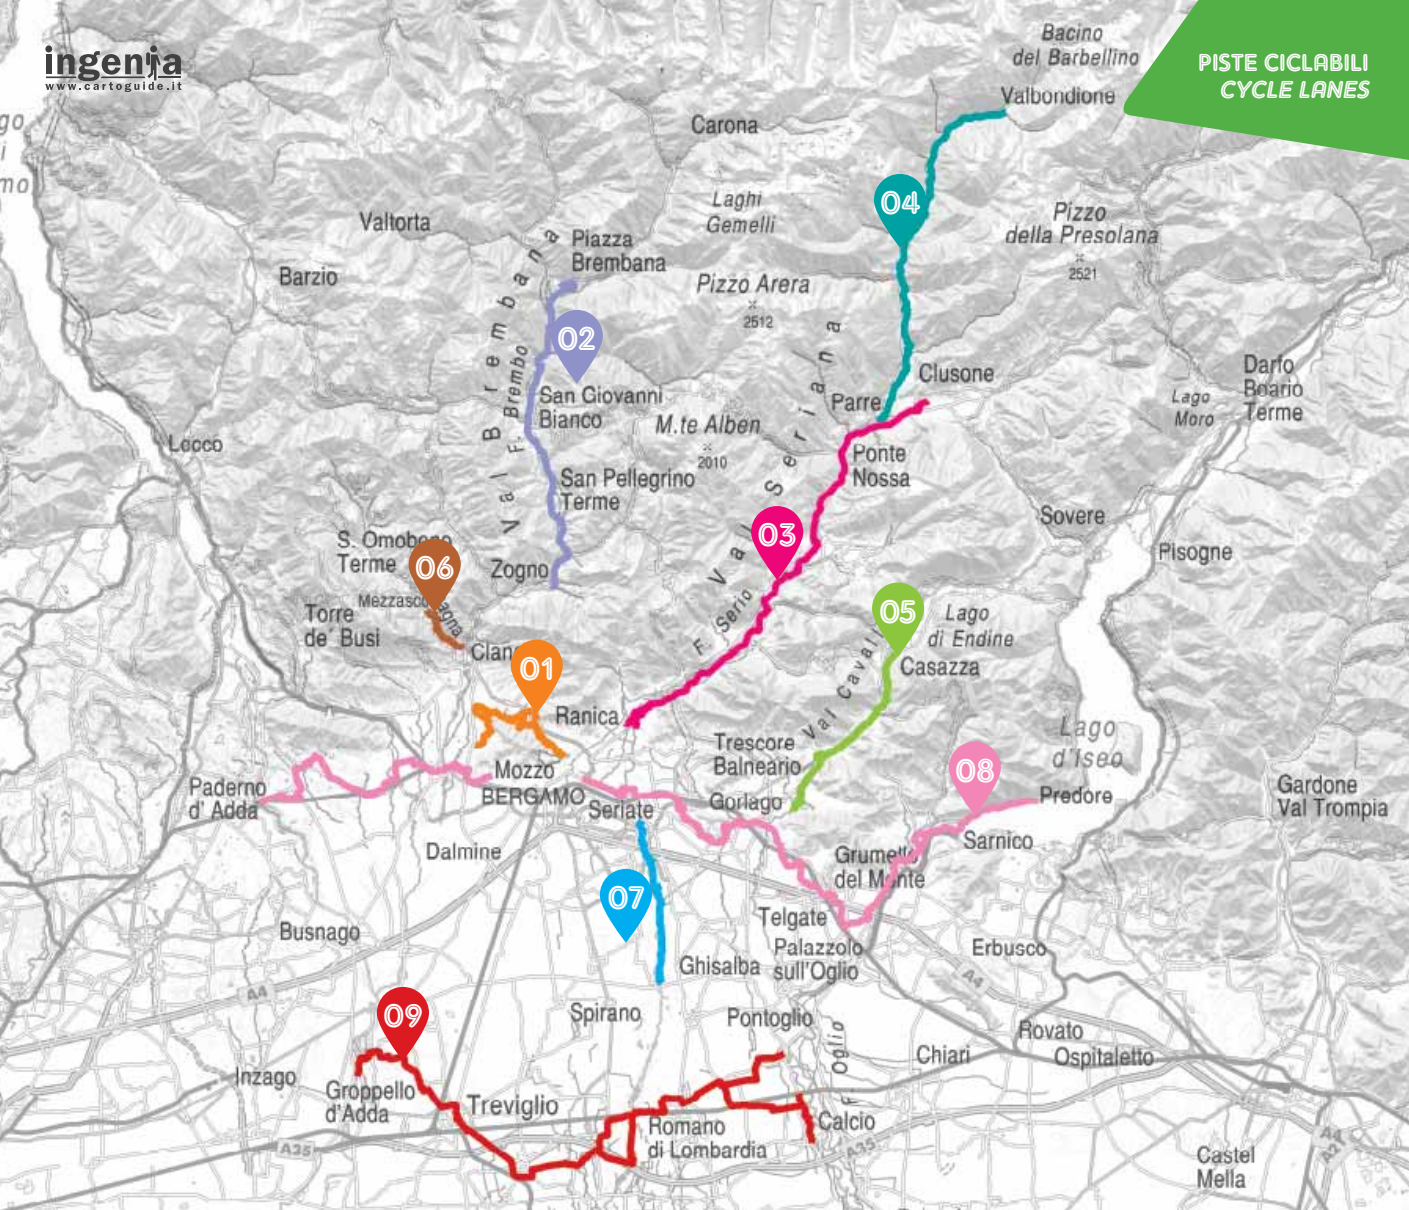 ingenia
www.cartoguide.it
PISTE CICLABILI
CYCLE LANES
Bacino
del Barbellino
Valbondione
Carona
04
Laghi
Gemelli
Pizzo
della Presolana
2521
Valtorta
Piazza
Brembana
Barzio
Pizzo Arera
2512
Val Brembana
F. Brembo
02
San Giovanni
Bianco
Val Seriana
Clusone
Parre
Darfo
Boario
Terme
Lago
Moro
M.te Alben
2010
Ponte
Nossa
Lecco
San Pellegrino
Terme
Sovere
03
Pisogne
S. Omobono
Terme
06
Zogno
Torre
de' Busi
F. Serio
05
Lago
di Endine
Casazza
01
Ranica
Trescore
Balneario
Lago
d'Iseo
08
Mozzo
BERGAMO
Paderno
d' Adda
Seriate
Gorlago
Predore
Gardone
Val Trompia
Sarnico
Dalmine
Grumello
del Monte
07
Telgate
Palazzolo
sull'Oglio
Busnago
Erbusco
Ghisalba
A4
A4
09
Spirano
Pontoglio
F. Oglio
Rovato
Chiari
Ospitaletto
Inzago
Groppello
d'Adda
Treviglio
Romano
di Lombardia
Calcio
A35
A35
A4
Castel
Mella